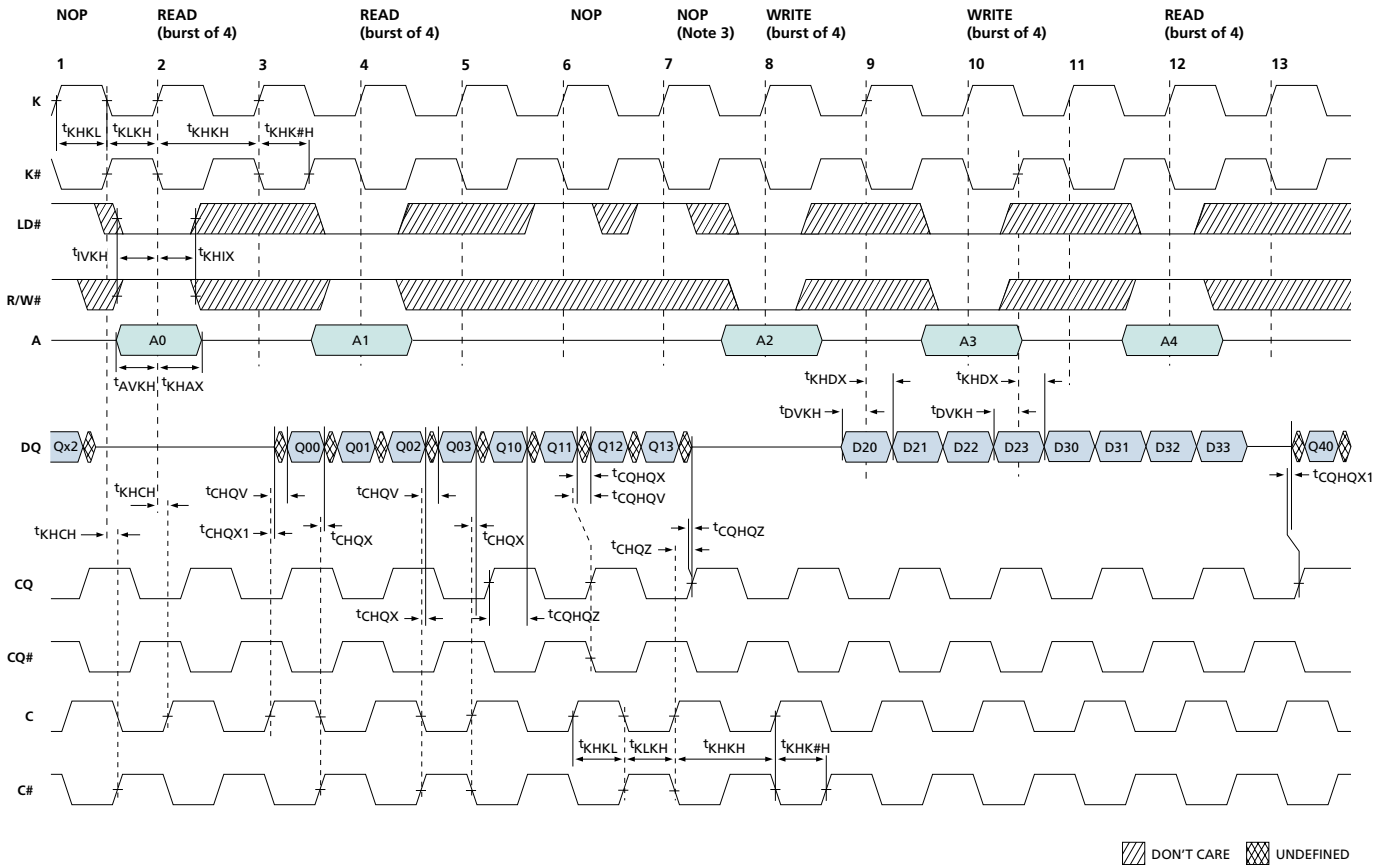 NOP READ NOP READ NOP NOP WRITE WRITE READ
(burst of 4) (burst of 4) (Note 3) (burst of 4) (burst of 4) (burst of 4)
1 2 3 4 5 6 7 8 9 10 11 12 13
K
tKHKL tKLKH tKHKH tKHK#H
K#
LD#
tIVKH tKHIX
R/W#
A A0 A1 A2 A3 A4
tAVKH tKHAX tKHDX tKHDX
tDVKH tDVKH
DQ Qx2 Q00 Q01 Q02 Q03 Q10 Q11 Q12 Q13 D20 D21 D22 D23 D30 D31 D32 D33 Q40
tCQHQX tCQHQX1
tKHCH tCHQV tCHQV tCQHQV
tKHCH tCHQX1 tCHQX tCHQX tCQHQZ
tCHQZ
CQ
tCHQX tCQHQZ
CQ#
C
tKHKL tKLKH tKHKH tKHK#H
C#
DON'T CARE UNDEFINED